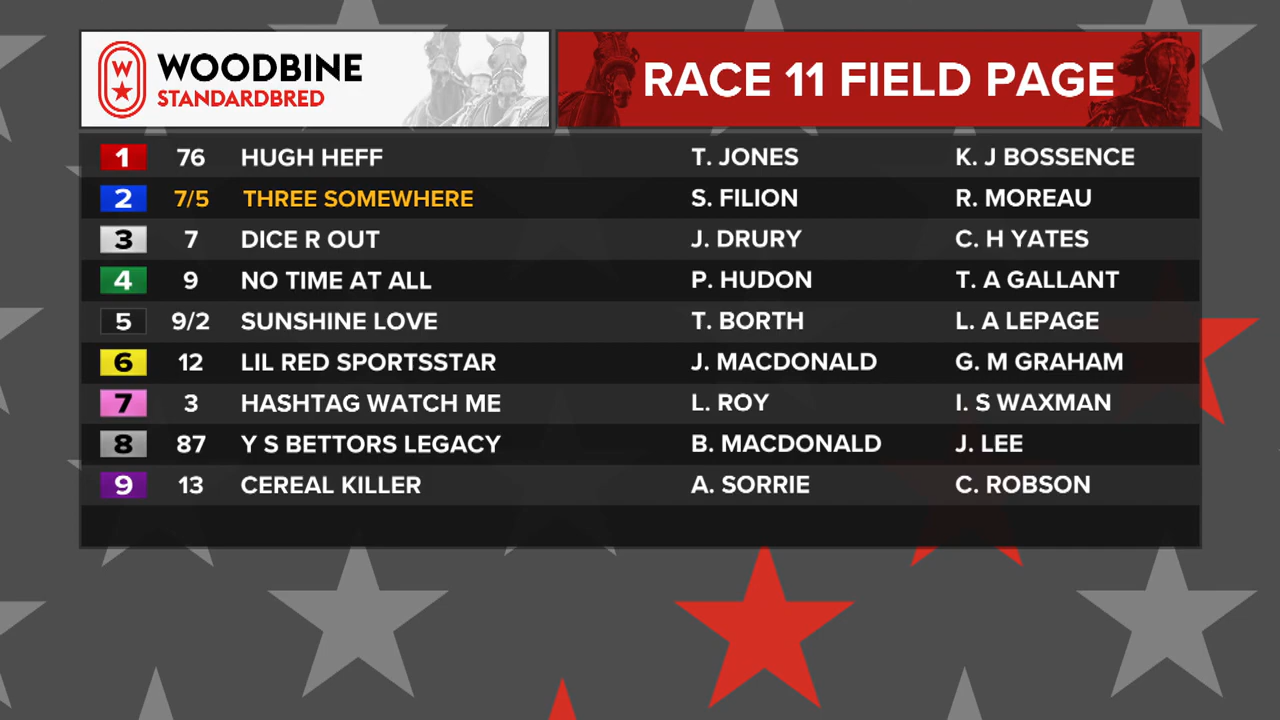 W
WOODBINE
STANDARDBRED
RACE 11 FIELD PAGE
1 76 HUGH HEFF T. JONES K. J BOSSENCE
2 7/5 THREE SOMEWHERE S. FILION R. MOREAU
3 7 DICE R OUT J. DRURY C. H YATES
4 9 NO TIME AT ALL P. HUDON T. A GALLANT
5 9/2 SUNSHINE LOVE T. BORTH L. A LEPAGE
6 12 LIL RED SPORTSSTAR J. MACDONALD G. M GRAHAM
7 3 HASHTAG WATCH ME L. ROY I. S WAXMAN
8 87 Y S BETTORS LEGACY B. MACDONALD J. LEE
9 13 CEREAL KILLER A. SORRIE C. ROBSON